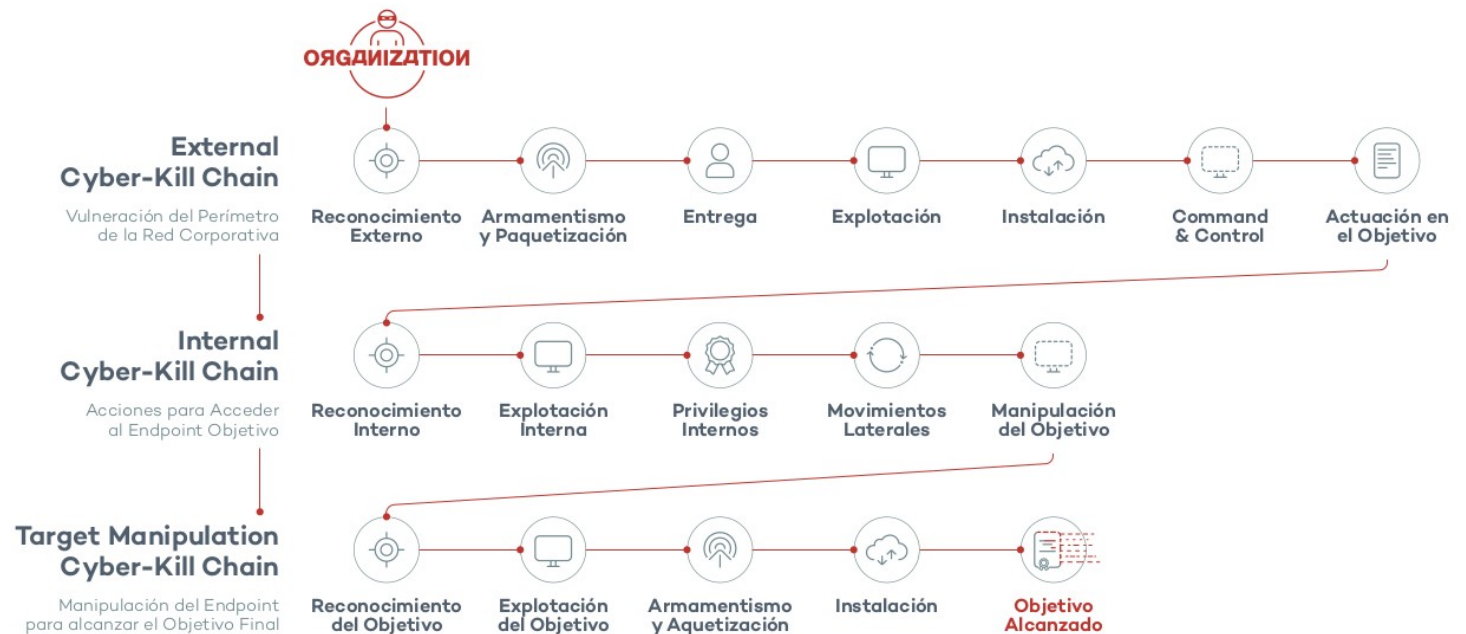 OЯGДИIZДTIOИ
External
Cyber-Kill Chain
Vulneración del Perímetro
de la Red Corporativa
Reconocimiento
Externo
Armamentismo
y Paquetización
Entrega
Explotación
Instalación
Command
& Control
Actuación en
el Objetivo
Internal
Cyber-Kill Chain
Acciones para Acceder
al Endpoint Objetivo
Reconocimiento
Interno
Explotación
Interna
Privilegios
Internos
Movimientos
Laterales
Manipulación
del Objetivo
Target Manipulation
Cyber-Kill Chain
Manipulación del Endpoint
para alcanzar el Objetivo Final
Reconocimiento
del Objetivo
Explotación
del Objetivo
Armamentismo
y Aquetización
Instalación
Objetivo
Alcanzado